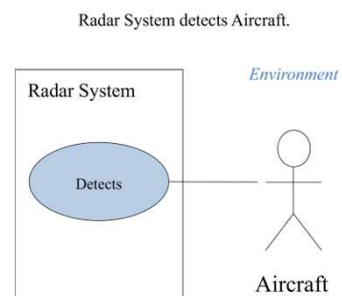 Radar System detects Aircraft.
Environment
Radar System
Detects
Aircraft